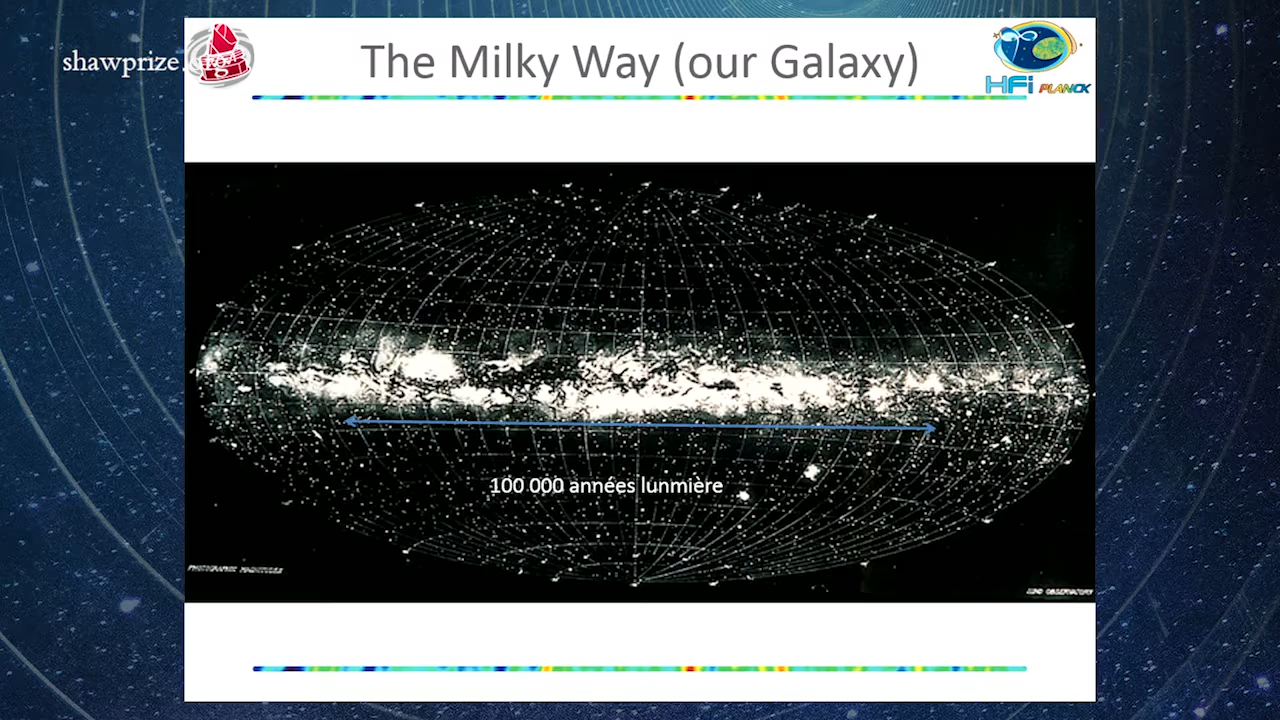 shawprize.org
The Milky Way (our Galaxy)
HFi PLANCK
100 000 années lunmière